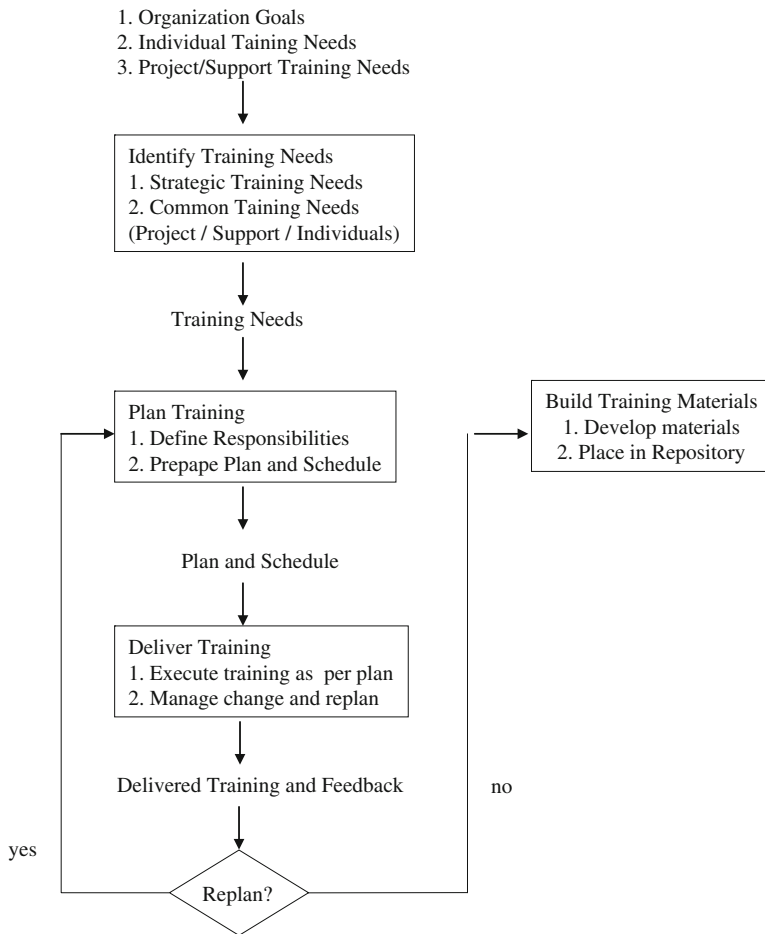 1. Organization Goals
2. Individual Taining Needs
3. Project/Support Training Needs
Identify Training Needs
1. Strategic Training Needs
2. Common Taining Needs
(Project / Support / Individuals)
Training Needs
Plan Training
1. Define Responsibilities
2. Prepape Plan and Schedule
Build Training Materials
1. Develop materials
2. Place in Repository
Plan and Schedule
Deliver Training
1. Execute training as per plan
2. Manage change and replan
Delivered Training and Feedback
no
yes
Replan?